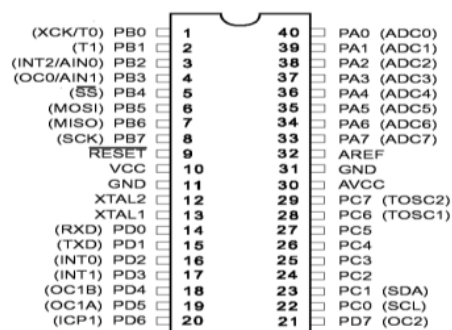 (XCK/T0) PB0 1 40 PA0 (ADC0)
(T1) PB1 2 39 PA1 (ADC1)
(INT2/AIN0) PB2 3 38 PA2 (ADC2)
(OC0/AIN1) PB3 4 37 PA3 (ADC3)
(SS) PB4 5 36 PA4 (ADC4)
(MOSI) PB5 6 35 PA5 (ADC5)
(MISO) PB6 7 34 PA6 (ADC6)
(SCK) PB7 8 33 PA7 (ADC7)
RESET 9 32 AREF
VCC 10 31 GND
GND 11 30 AVCC
XTAL2 12 29 PC7 (TOSC2)
XTAL1 13 28 PC6 (TOSC1)
(RXD) PD0 14 27 PC5
(TXD) PD1 15 26 PC4
(INT0) PD2 16 25 PC3
(INT1) PD3 17 24 PC2
(OC1B) PD4 18 23 PC1 (SDA)
(OC1A) PD5 19 22 PC0 (SCL)
(ICP1) PD6 20 21 PD7 (OC2)